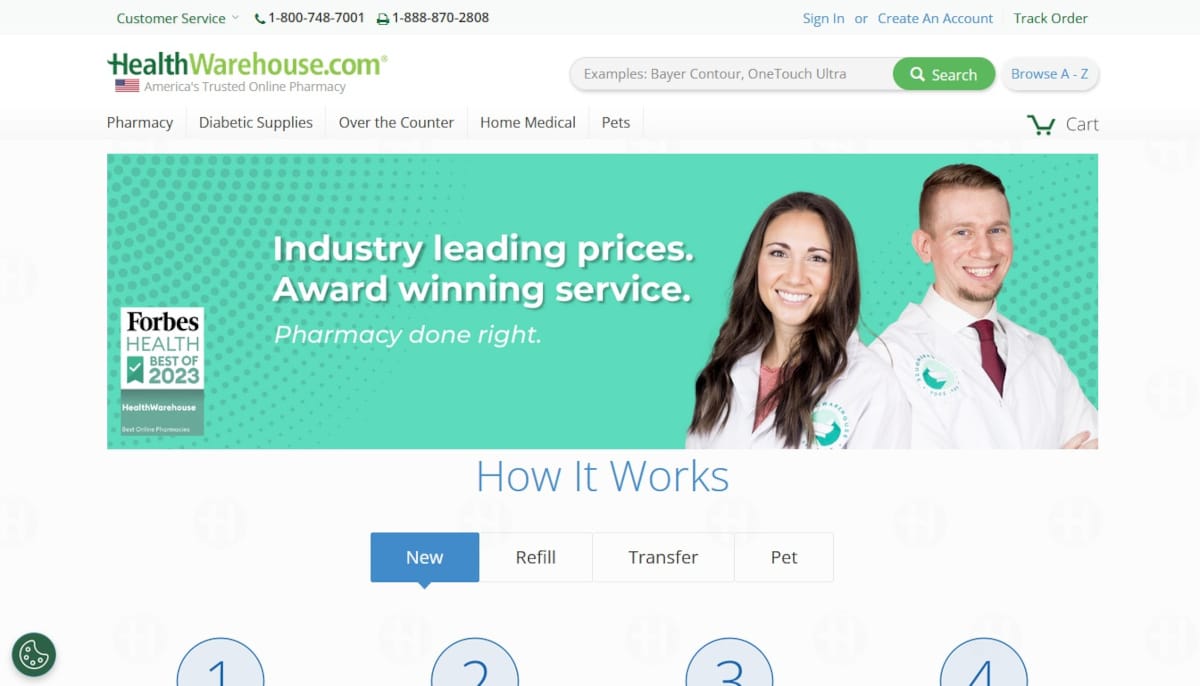 Customer Service
1-800-748-7001
1-888-870-2808
Sign In or Create An Account
Track Order
HealthWarehouse.com®
America's Trusted Online Pharmacy
Examples: Bayer Contour, OneTouch Ultra
Search
Browse A - Z
Pharmacy
Diabetic Supplies
Over the Counter
Home Medical
Pets
Cart
Industry leading prices.
Award winning service.
Pharmacy done right.
Forbes
HEALTH
BEST OF
2023
HealthWarehouse
Best Online Pharmacies
How It Works
New
Refill
Transfer
Pet
1
2
3
4